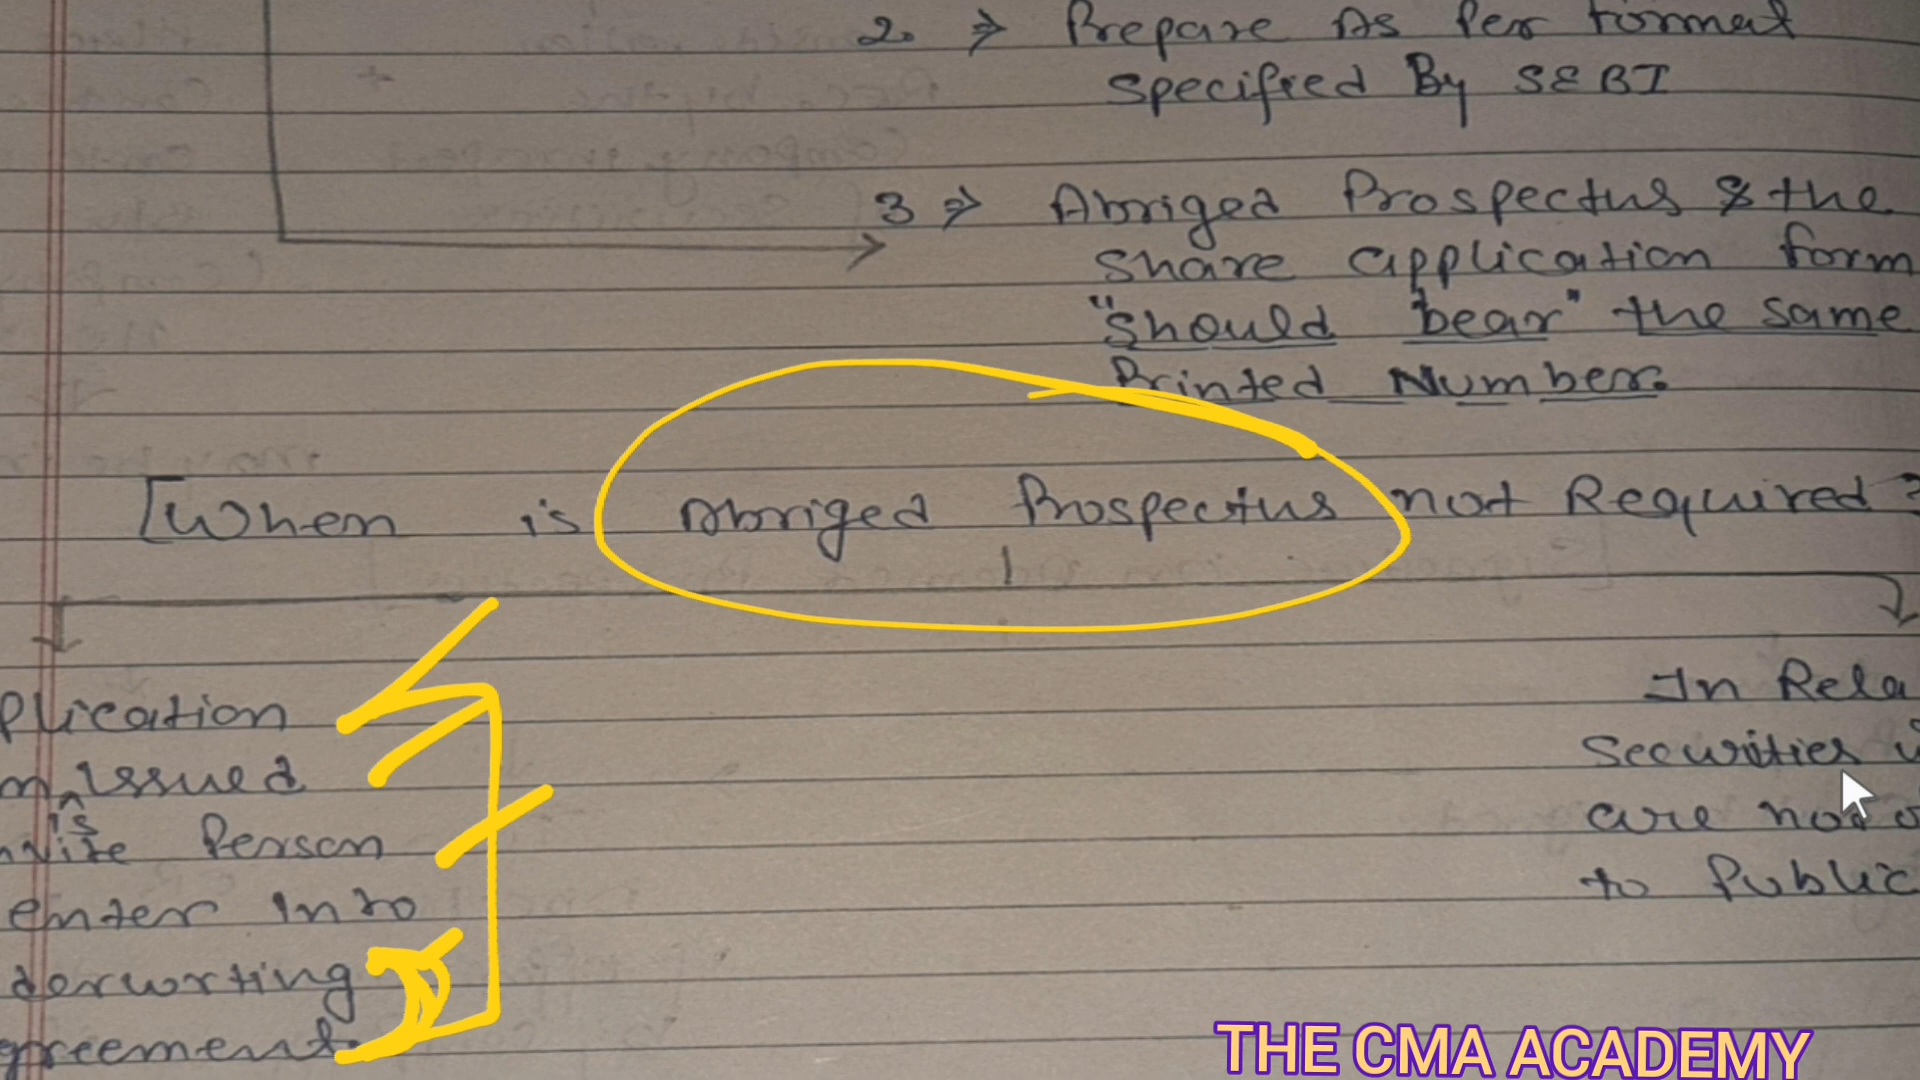 2. ⇒ Prepare As Per format
specified By SEBI
3 ⇒ Abriged Prospectus & the
share application form
"should bear" the same
Printed Number.
[When is Abriged Prospectus not Required ?
plication
Issued
is
Person
enter Into
derwrting
greement.
In Rela
Securities
are not o
to Public
THE CMA ACADEMY